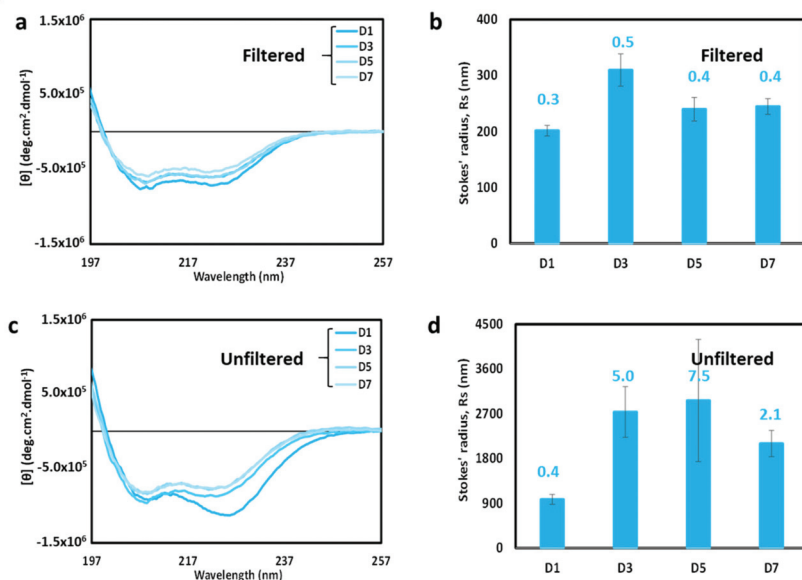 a
1.5x10⁶
5.0x10⁵
-5.0x10⁵
-1.5x10⁶
[θ] (deg.cm².dmol⁻¹)
Filtered
D1
D3
D5
D7
197
217
237
257
Wavelength (nm)
b
400
300
200
100
0
Stokes' radius, Rs (nm)
Filtered
0.3
0.5
0.4
0.4
D1
D3
D5
D7
c
1.5x10⁶
5.0x10⁵
-5.0x10⁵
-1.5x10⁶
[θ] (deg.cm².dmol⁻¹)
Unfiltered
D1
D3
D5
D7
197
217
237
257
Wavelength (nm)
d
4500
3600
2700
1800
900
0
Stokes' radius, Rs (nm)
Unfiltered
0.4
5.0
7.5
2.1
D1
D3
D5
D7